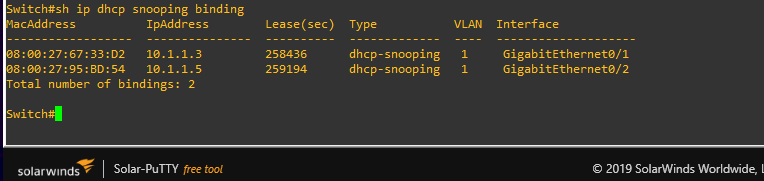 Switch#sh ip dhcp snooping binding
MacAddress          IpAddress        Lease(sec)  Type           VLAN  Interface
------------------  ---------------  ----------  -------------  ----  --------------------
08:00:27:67:33:D2   10.1.1.3         258436      dhcp-snooping   1     GigabitEthernet0/1
08:00:27:95:BD:54   10.1.1.5         259194      dhcp-snooping   1     GigabitEthernet0/2
Total number of bindings: 2
Switch#
solarwinds Solar-PuTTY free tool © 2019 SolarWinds Worldwide,